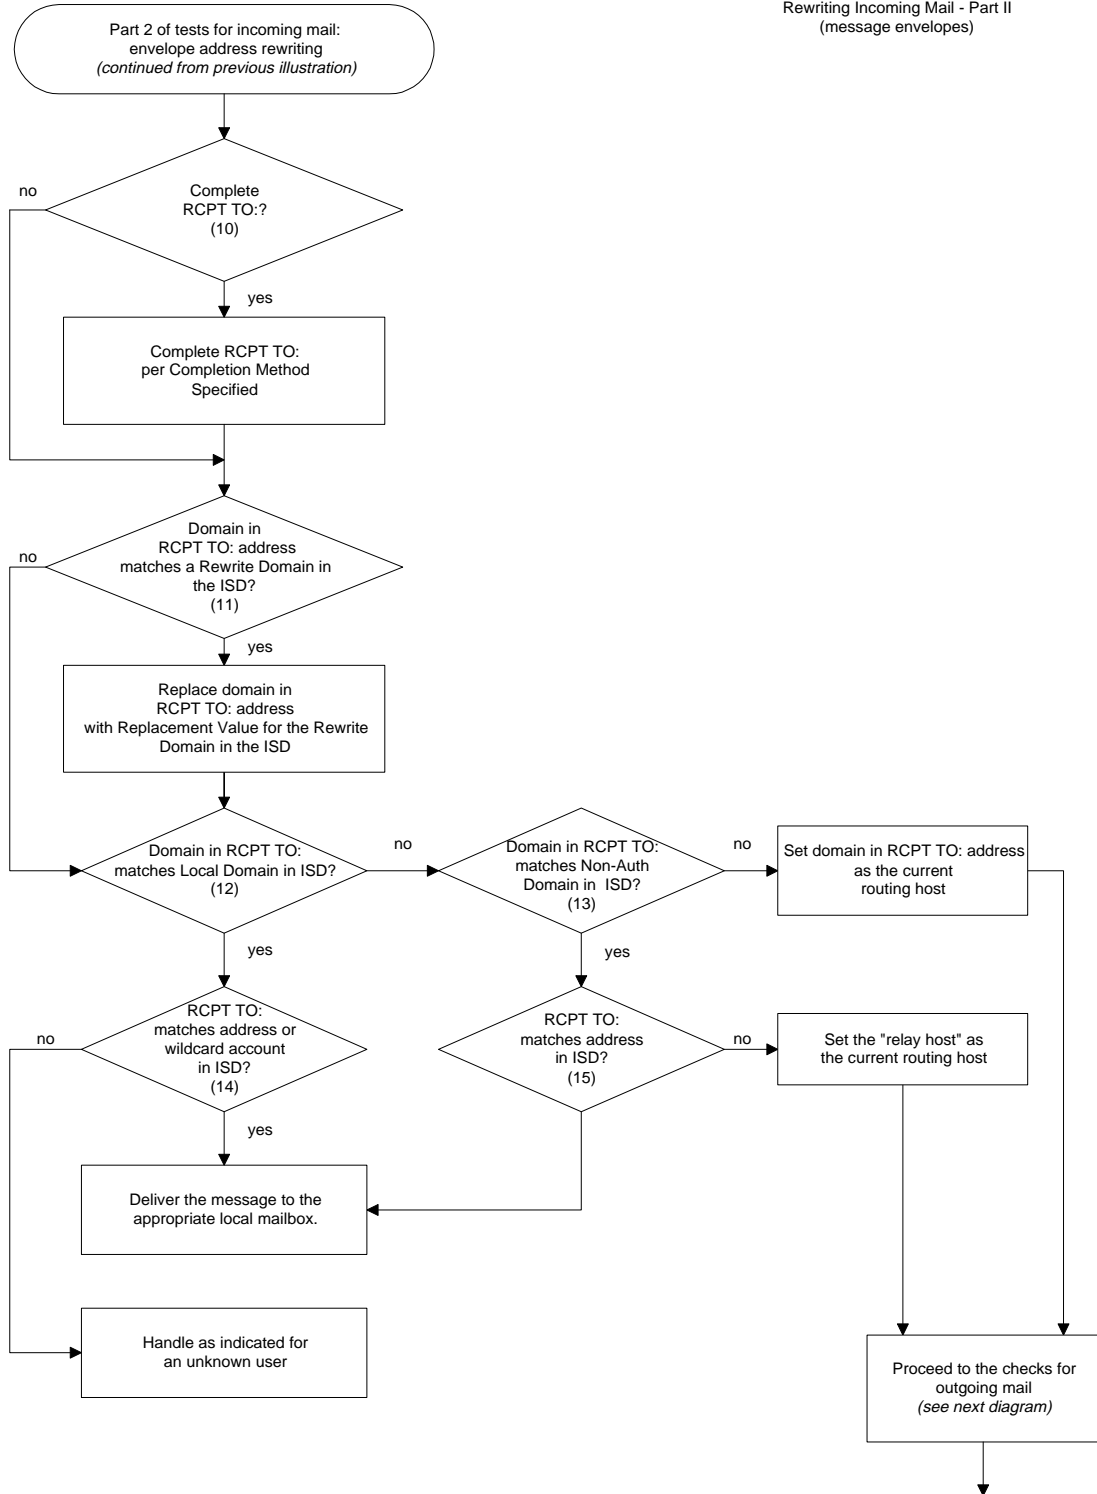 Rewriting Incoming Mail - Part II
(message envelopes)
Part 2 of tests for incoming mail:
envelope address rewriting
(continued from previous illustration)
no
Complete
RCPT TO:?
(10)
yes
Complete RCPT TO:
per Completion Method
Specified
no
Domain in
RCPT TO: address
matches a Rewrite Domain in
the ISD?
(11)
yes
Replace domain in
RCPT TO: address
with Replacement Value for the Rewrite
Domain in the ISD
Domain in RCPT TO:
matches Local Domain in ISD?
(12)
no
Domain in RCPT TO:
matches Non-Auth
Domain in ISD?
(13)
no
Set domain in RCPT TO: address
as the current
routing host
yes
yes
no
RCPT TO:
matches address or
wildcard account
in ISD?
(14)
RCPT TO:
matches address
in ISD?
(15)
no
Set the "relay host" as
the current routing host
yes
Deliver the message to the
appropriate local mailbox.
Handle as indicated for
an unknown user
Proceed to the checks for
outgoing mail
(see next diagram)